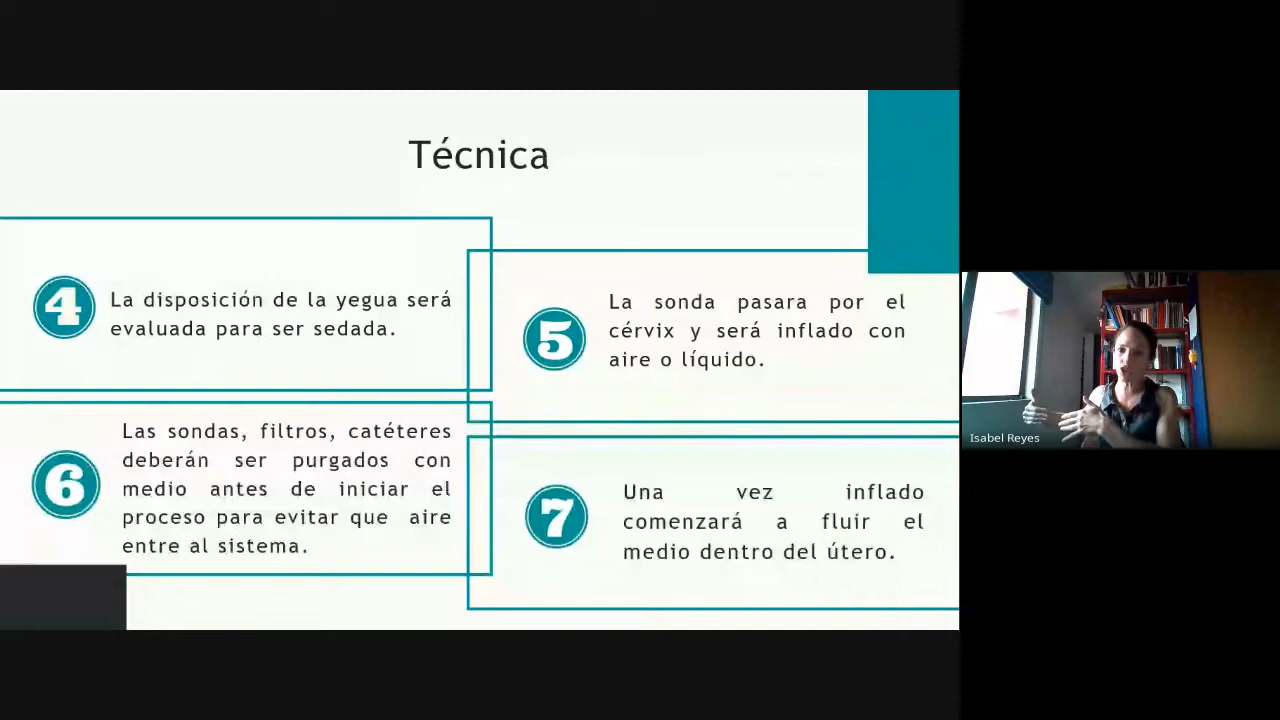 Técnica
4
La disposición de la yegua será
evaluada para ser sedada.
5
La sonda pasara por el
cérvix y será inflado con
aire o líquido.
6
Las sondas, filtros, catéteres
deberán ser purgados con
medio antes de iniciar el
proceso para evitar que aire
entre al sistema.
7
Una vez inflado
comenzará a fluir el
medio dentro del útero.
Isabel Reyes